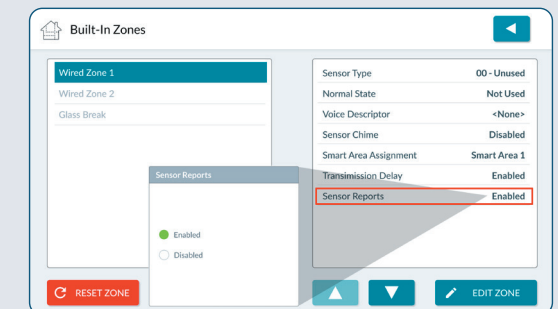 Built-In Zones
Wired Zone 1
Wired Zone 2
Glass Break
Sensor Type 00 - Unused
Normal State Not Used
Voice Descriptor <None>
Sensor Chime Disabled
Smart Area Assignment Smart Area 1
Transmission Delay Enabled
Sensor Reports Enabled
Sensor Reports
Enabled
Disabled
RESET ZONE
EDIT ZONE